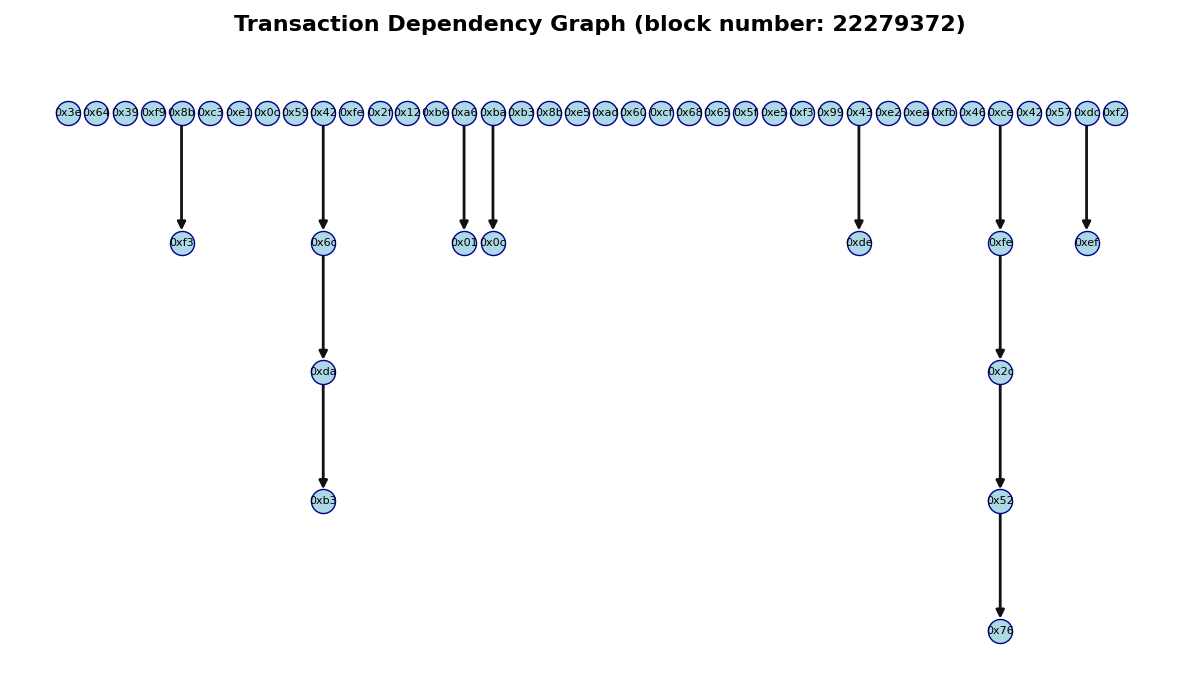 Transaction Dependency Graph (block number: 22279372)
0x3e 0x64 0x39 0xf9 0x8b 0xc3 0xe1 0x0c 0x59 0x42 0xfe 0x2f 0x12 0xb6 0xa6 0xba 0xb3 0x8b 0xe5 0xad 0x60 0xcf 0x68 0x65 0x5f 0xe5 0xf3 0x99 0x43 0xe2 0xea 0xfb 0x46 0xce 0x42 0x57 0xdc 0xf2
0xf3 0x6c 0x01 0x0c 0xde 0xfe 0xef
0xda 0x2c
0xb3 0x52
0x76